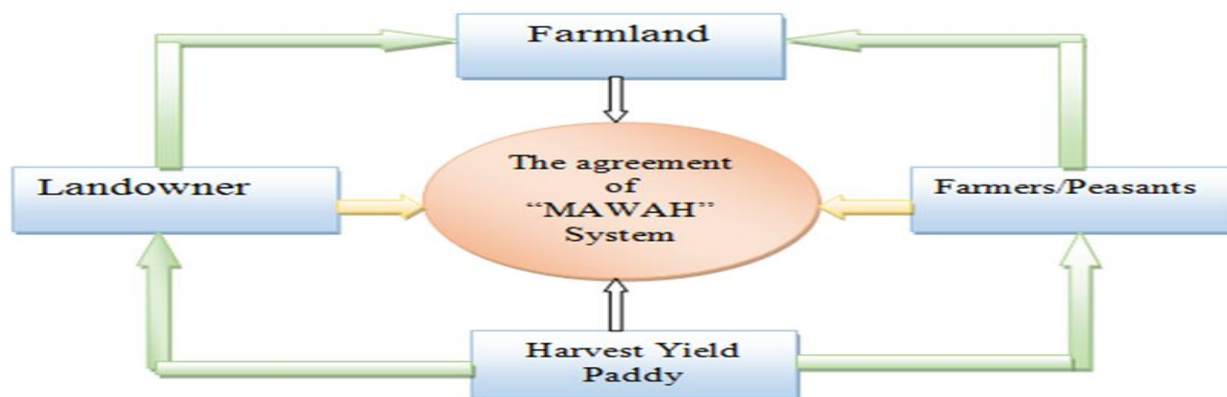 Farmland
The agreement
of
“MAWAH”
System
Landowner
Farmers/Peasants
Harvest Yield
Paddy